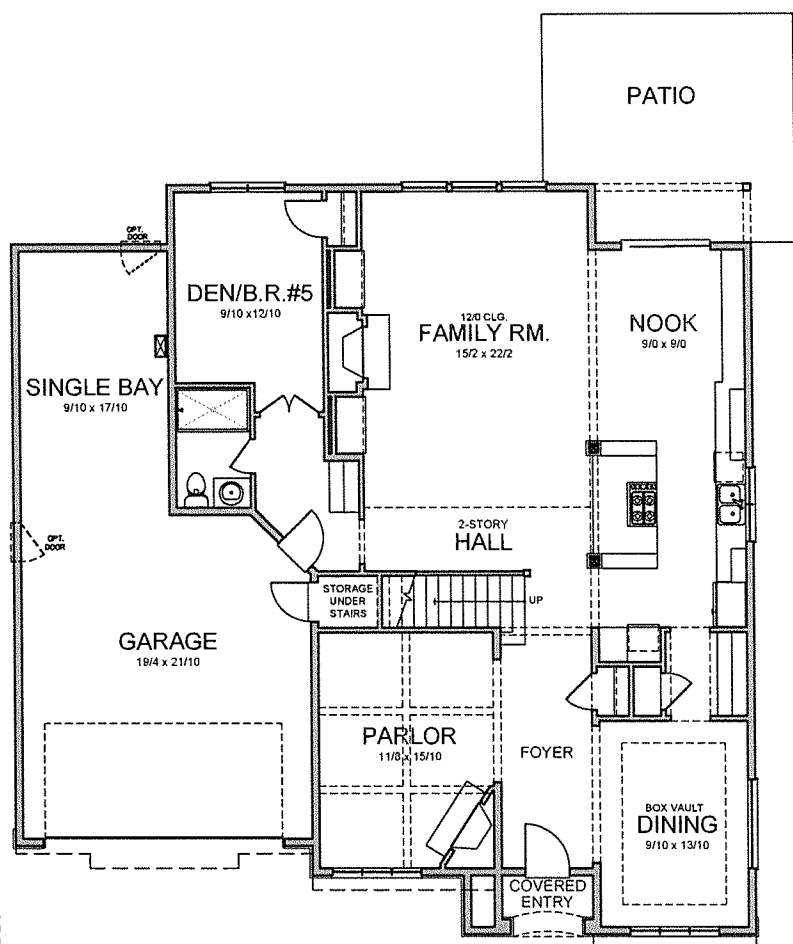 PATIO
OPT.
DOOR
DEN/B.R.#5
9/10 x12/10
12/0 CLG.
FAMILY RM.
15/2 x 22/2
NOOK
9/0 x 9/0
SINGLE BAY
9/10 x 17/10
2-STORY
HALL
OPT.
DOOR
STORAGE
UNDER
STAIRS
UP
GARAGE
19/4 x 21/10
PARLOR
11/8 x 15/10
FOYER
BOX VAULT
DINING
9/10 x 13/10
COVERED
ENTRY